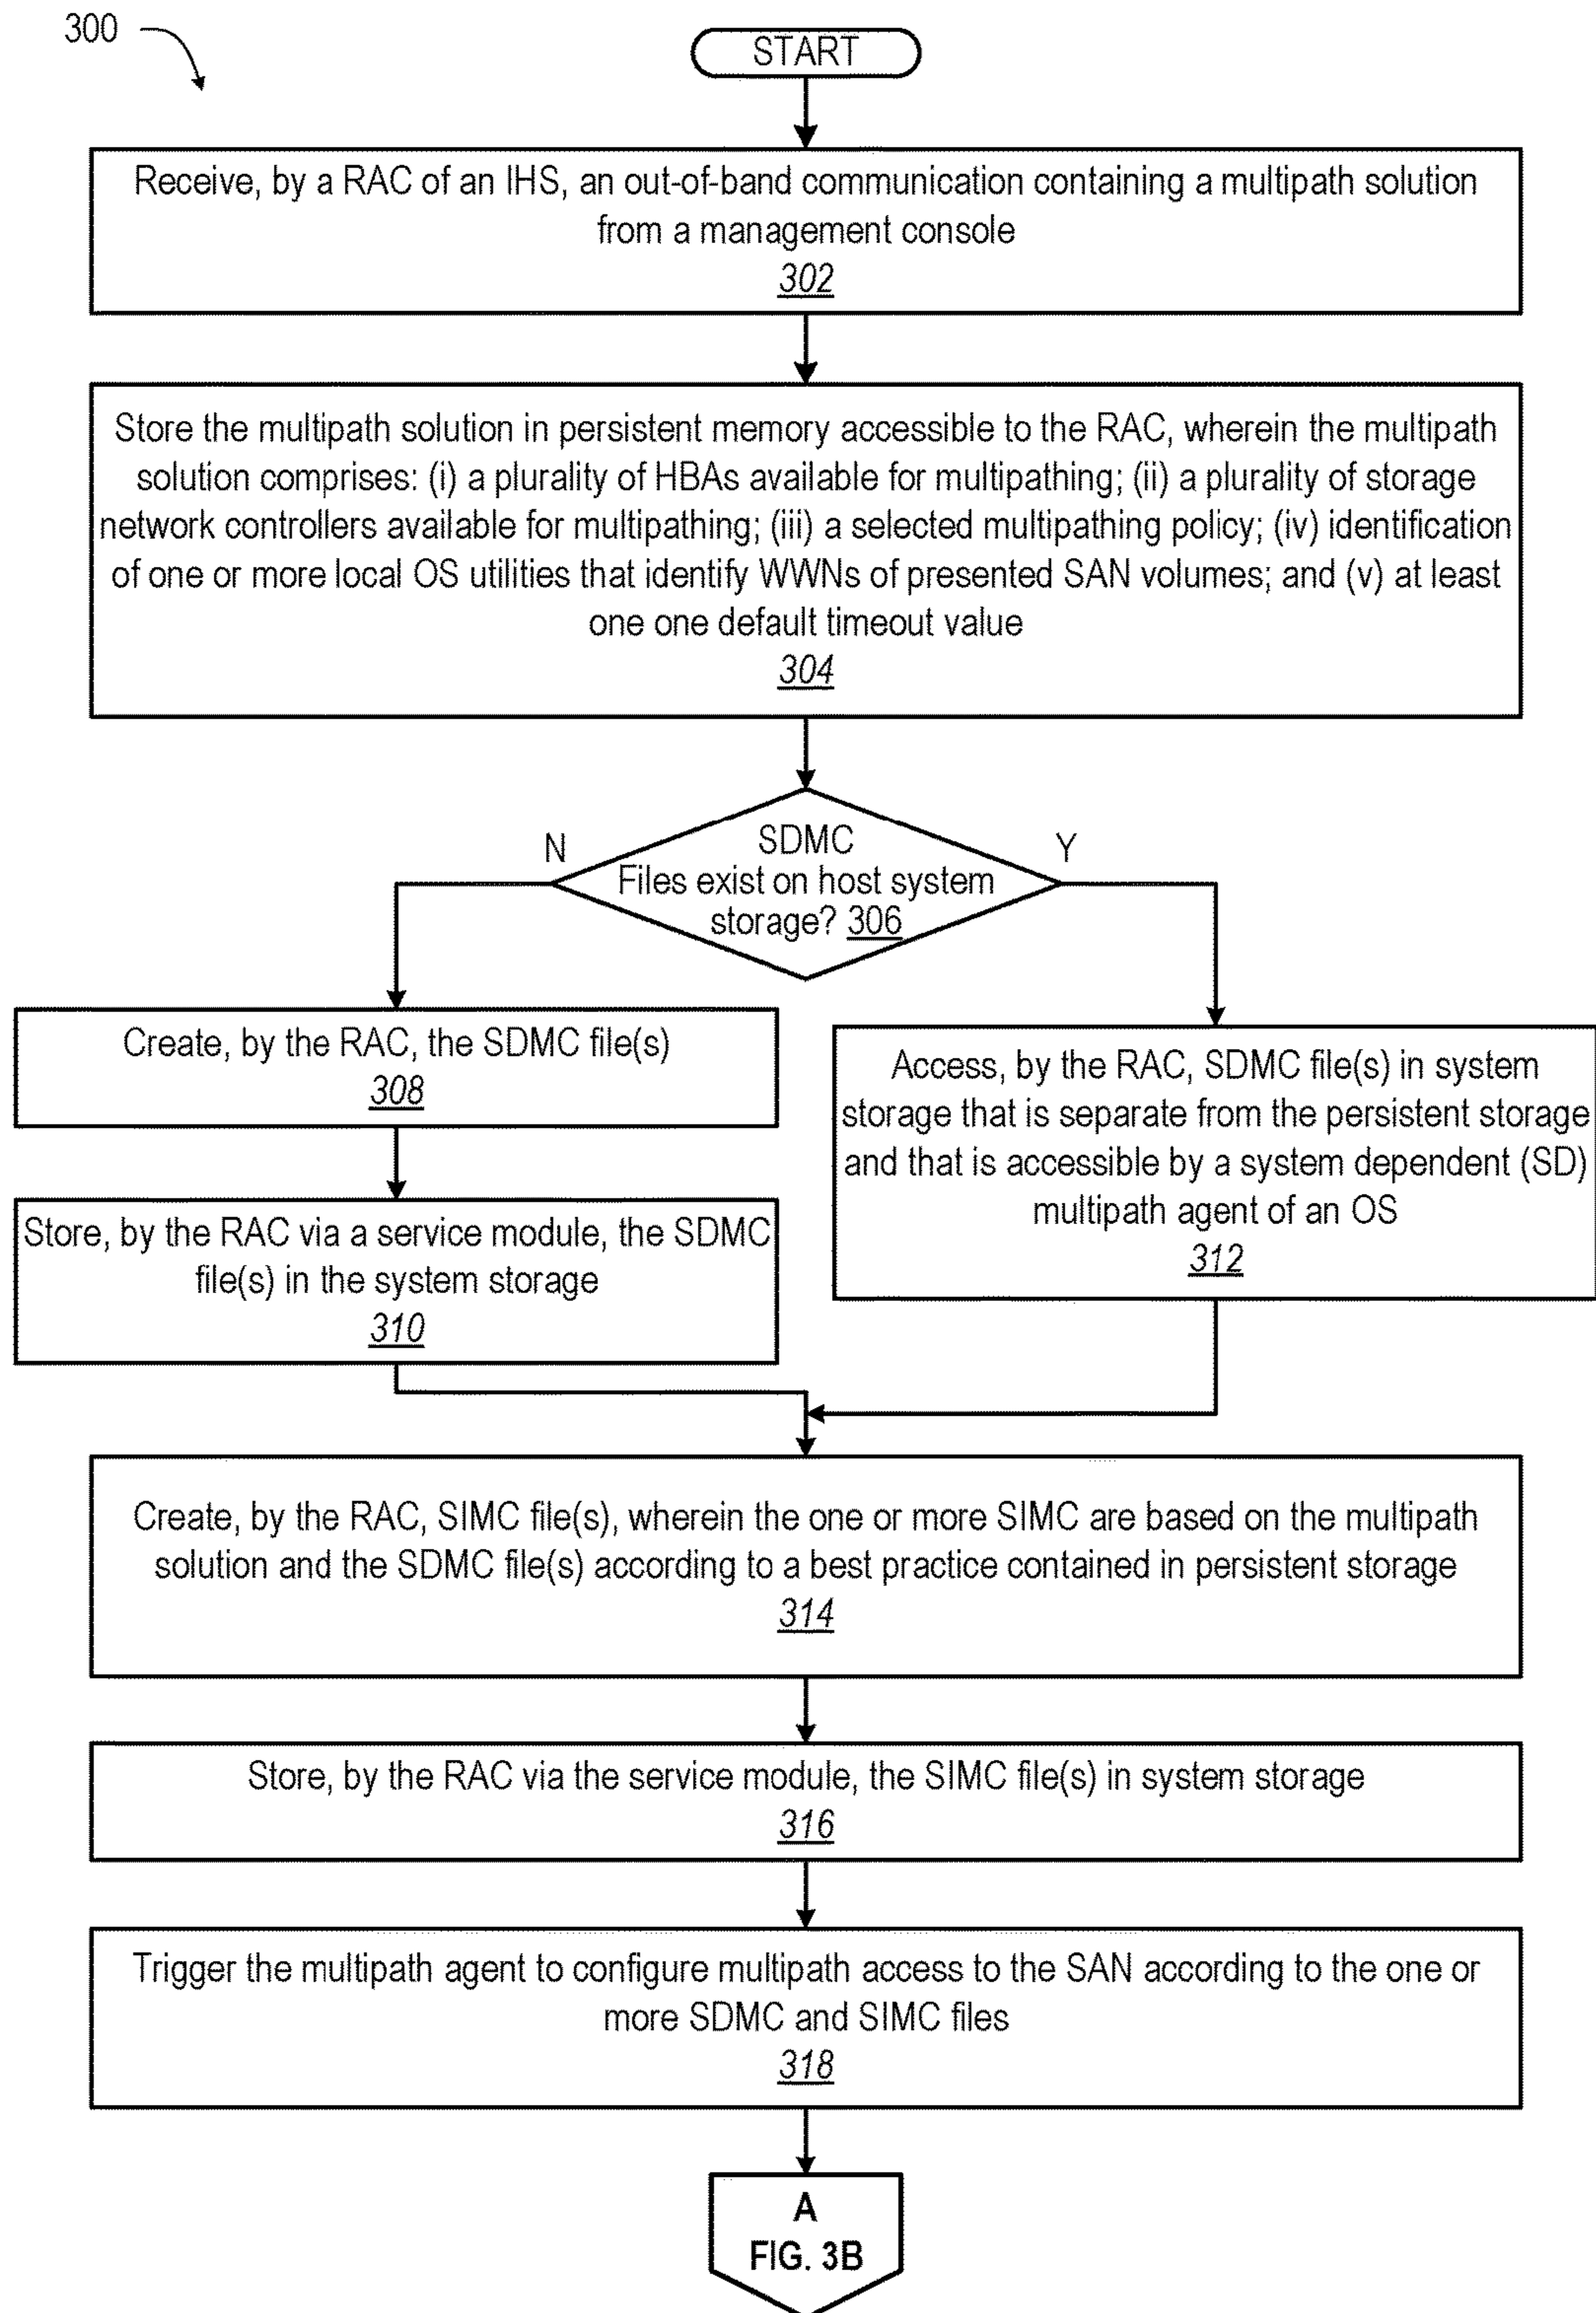 300
START
Receive, by a RAC of an IHS, an out-of-band communication containing a multipath solution
from a management console
302
Store the multipath solution in persistent memory accessible to the RAC, wherein the multipath
solution comprises: (i) a plurality of HBAs available for multipathing; (ii) a plurality of storage
network controllers available for multipathing; (iii) a selected multipathing policy; (iv) identification
of one or more local OS utilities that identify WWNs of presented SAN volumes; and (v) at least
one one default timeout value
304
N
Y
SDMC
Files exist on host system
storage? 306
Create, by the RAC, the SDMC file(s)
308
Store, by the RAC via a service module, the SDMC
file(s) in the system storage
310
Access, by the RAC, SDMC file(s) in system
storage that is separate from the persistent storage
and that is accessible by a system dependent (SD)
multipath agent of an OS
312
Create, by the RAC, SIMC file(s), wherein the one or more SIMC are based on the multipath
solution and the SDMC file(s) according to a best practice contained in persistent storage
314
Store, by the RAC via the service module, the SIMC file(s) in system storage
316
Trigger the multipath agent to configure multipath access to the SAN according to the one or
more SDMC and SIMC files
318
A
FIG. 3B